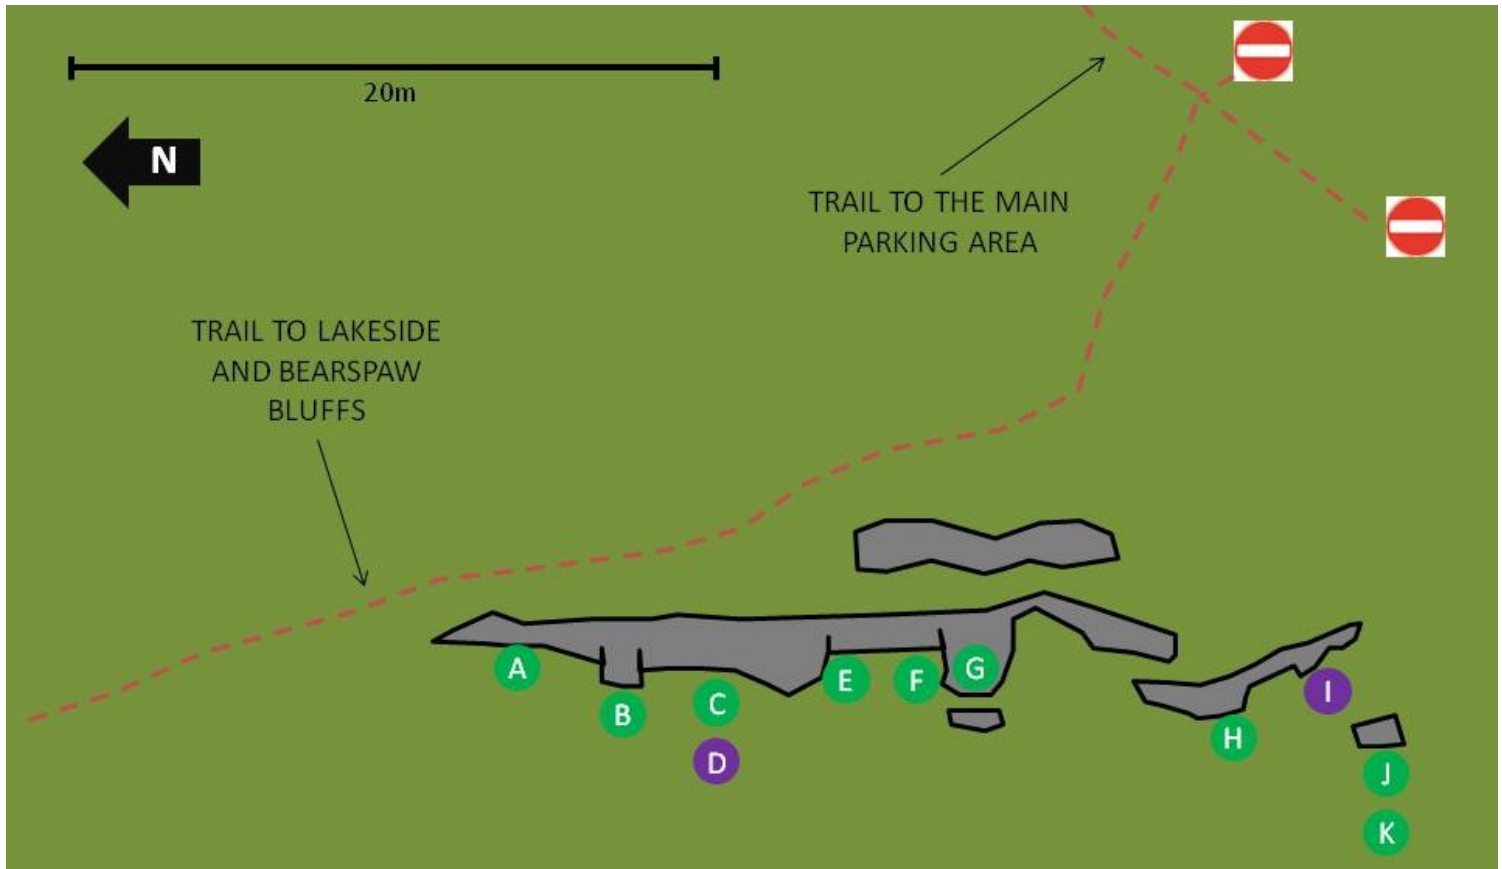 20m
N
TRAIL TO THE MAIN
PARKING AREA
TRAIL TO LAKESIDE
AND BEARSPAW
BLUFFS
A
B
C
D
E
F
G
H
I
J
K